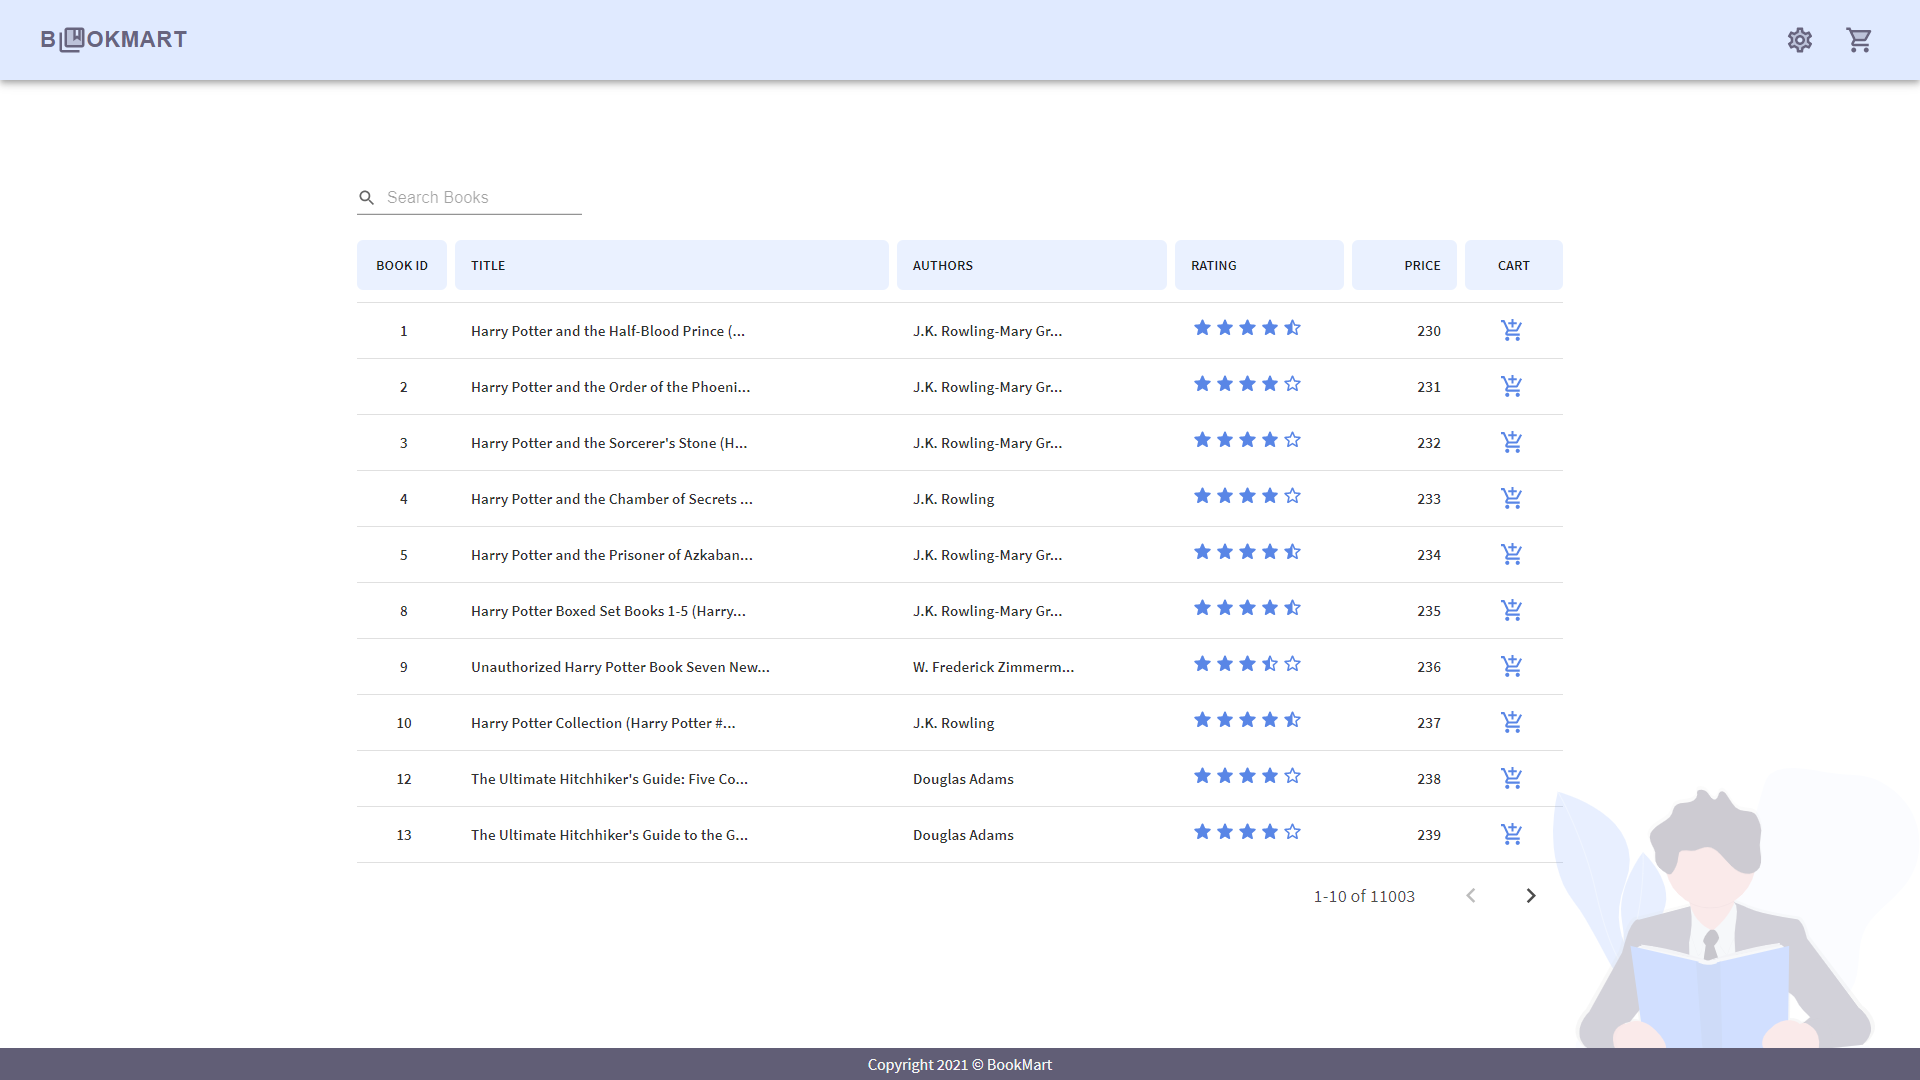 B OKMART
Search Books
BOOK ID TITLE AUTHORS RATING PRICE CART
1 Harry Potter and the Half-Blood Prince (... J.K. Rowling-Mary Gr... 230
2 Harry Potter and the Order of the Phoeni... J.K. Rowling-Mary Gr... 231
3 Harry Potter and the Sorcerer's Stone (H... J.K. Rowling-Mary Gr... 232
4 Harry Potter and the Chamber of Secrets ... J.K. Rowling 233
5 Harry Potter and the Prisoner of Azkaban... J.K. Rowling-Mary Gr... 234
8 Harry Potter Boxed Set Books 1-5 (Harry... J.K. Rowling-Mary Gr... 235
9 Unauthorized Harry Potter Book Seven New... W. Frederick Zimmerm... 236
10 Harry Potter Collection (Harry Potter #... J.K. Rowling 237
12 The Ultimate Hitchhiker's Guide: Five Co... Douglas Adams 238
13 The Ultimate Hitchhiker's Guide to the G... Douglas Adams 239
1-10 of 11003
Copyright 2021 © BookMart